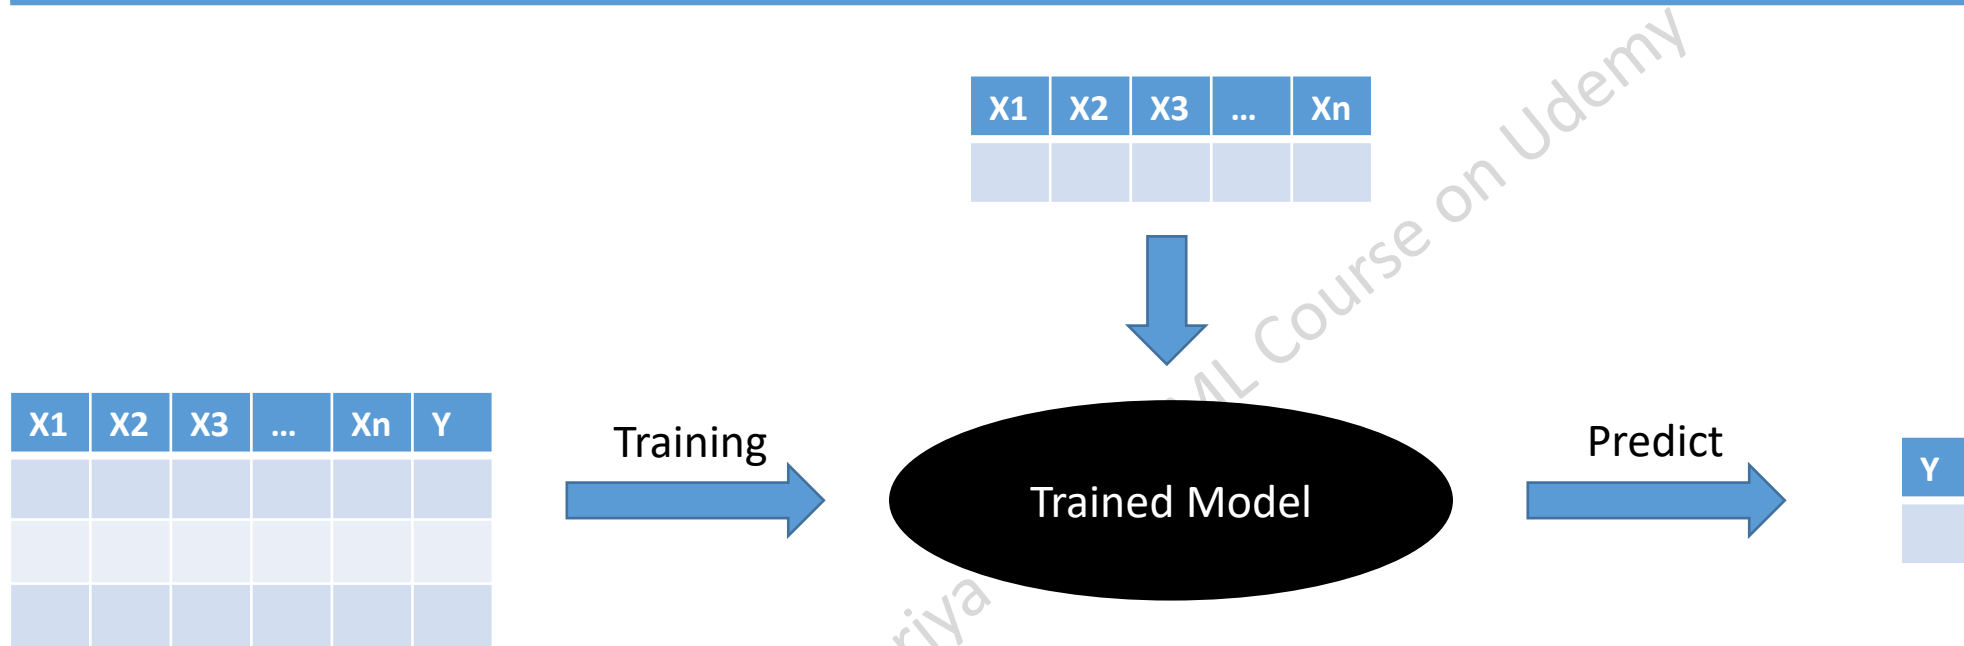 X1 X2 X3 ... Xn
X1 X2 X3 ... Xn Y
Training
Trained Model
Predict
Y
ML Course on Udemy